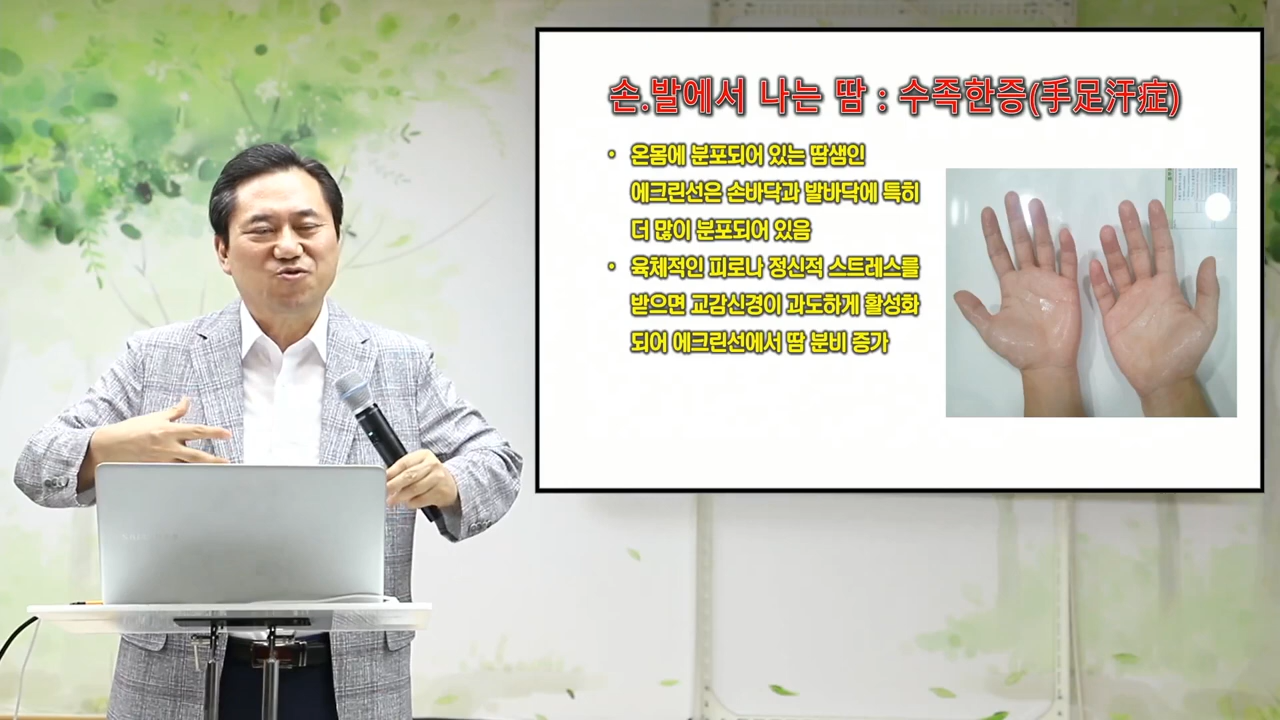 손.발에서 나는 땀 : 수족한증(手足汗症)
• 온몸에 분포되어 있는 땀샘인
에크린선은 손바닥과 발바닥에 특히
더 많이 분포되어 있음
• 육체적인 피로나 정신적 스트레스를
받으면 교감신경이 과도하게 활성화
되어 에크린선에서 땀 분비 증가